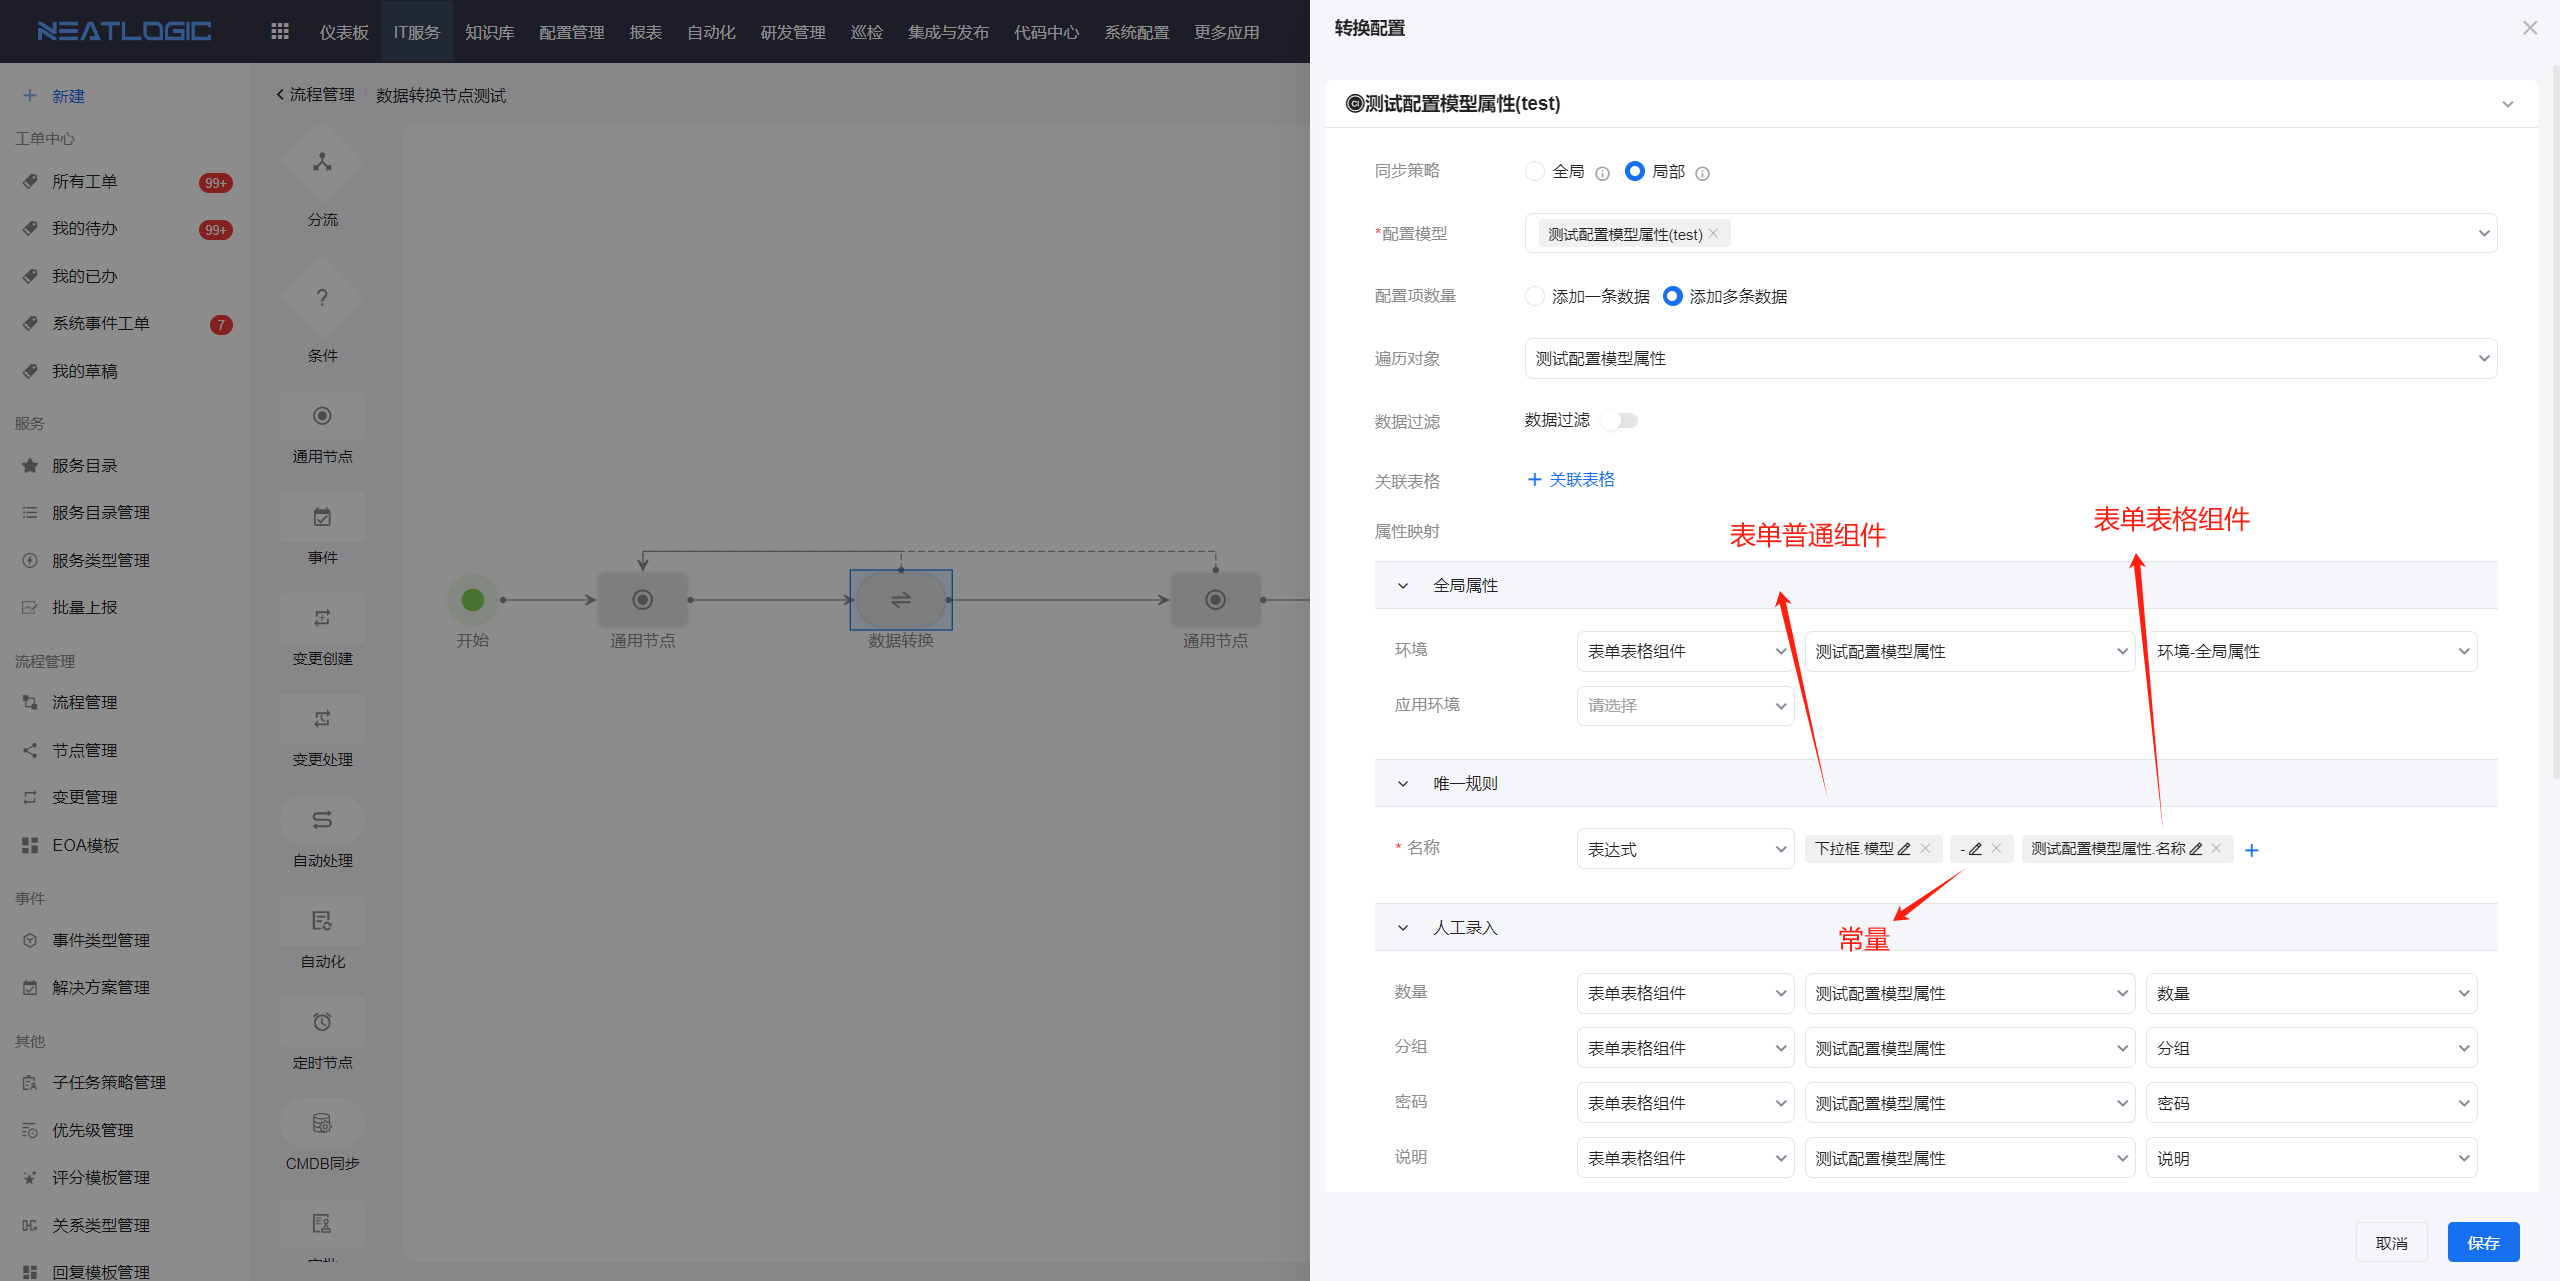 NEATLOGIC
仪表板 IT服务 知识库 配置管理 报表 自动化 研发管理 巡检 集成与发布 代码中心 系统配置 更多应用
新建
工单中心
所有工单 99+
我的待办 99+
我的已办
系统事件工单 7
我的草稿
服务
服务目录
服务目录管理
服务类型管理
批量上报
流程管理
流程管理
节点管理
变更管理
EOA模板
事件
事件类型管理
解决方案管理
其他
子任务策略管理
优先级管理
评分模板管理
关系类型管理
回复模板管理
流程管理 数据转换节点测试
分流
条件
通用节点
事件
变更创建
变更处理
自动处理
自动化
定时节点
CMDB同步
开始
通用节点
数据转换
通用节点
转换配置
测试配置模型属性(test)
同步策略 全局 局部
*配置模型 测试配置模型属性(test)
配置项数量 添加一条数据 添加多条数据
遍历对象 测试配置模型属性
数据过滤 数据过滤
关联表格 + 关联表格
属性映射
表单普通组件
表单表格组件
全局属性
环境 表单表格组件 测试配置模型属性 环境-全局属性
应用环境 请选择
唯一规则
* 名称 表达式 下拉框.模型 - 测试配置模型属性.名称 +
常量
人工录入
数量 表单表格组件 测试配置模型属性 数量
分组 表单表格组件 测试配置模型属性 分组
密码 表单表格组件 测试配置模型属性 密码
说明 表单表格组件 测试配置模型属性 说明
取消 保存